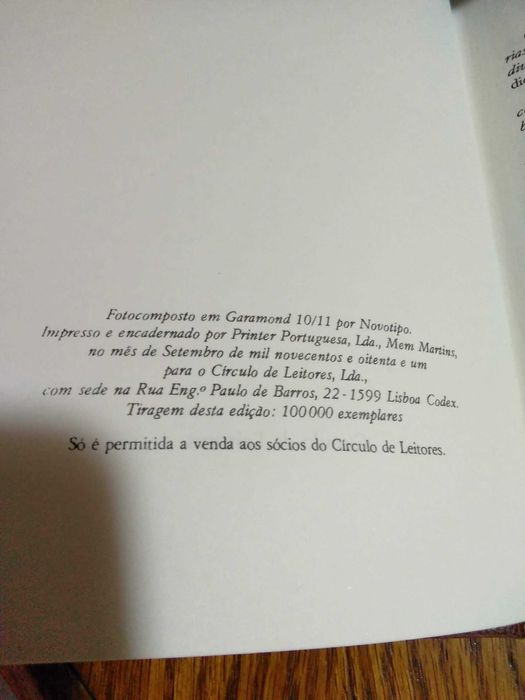 Fotocomposto em Garamond 10/11 por Novotipo.
Impresso e encadernado por Printer Portuguesa, Lda., Mem Martins,
no mês de Setembro de mil novecentos e oitenta e um
para o Círculo de Leitores, Lda.,
com sede na Rua Eng.º Paulo de Barros, 22-1599 Lisboa Codex.
Tiragem desta edição: 100000 exemplares
Só é permitida a venda aos sócios do Círculo de Leitores.